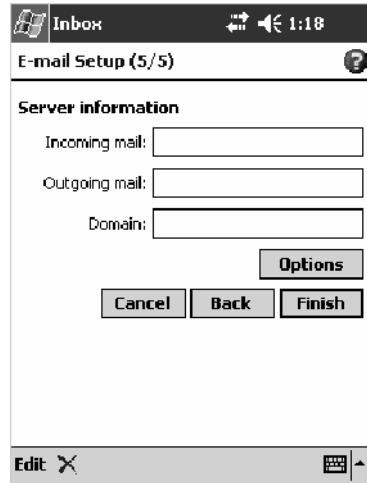 Inbox 1:18
E-mail Setup (5/5) ?
Server information
Incoming mail:
Outgoing mail:
Domain:
Options
Cancel Back Finish
Edit